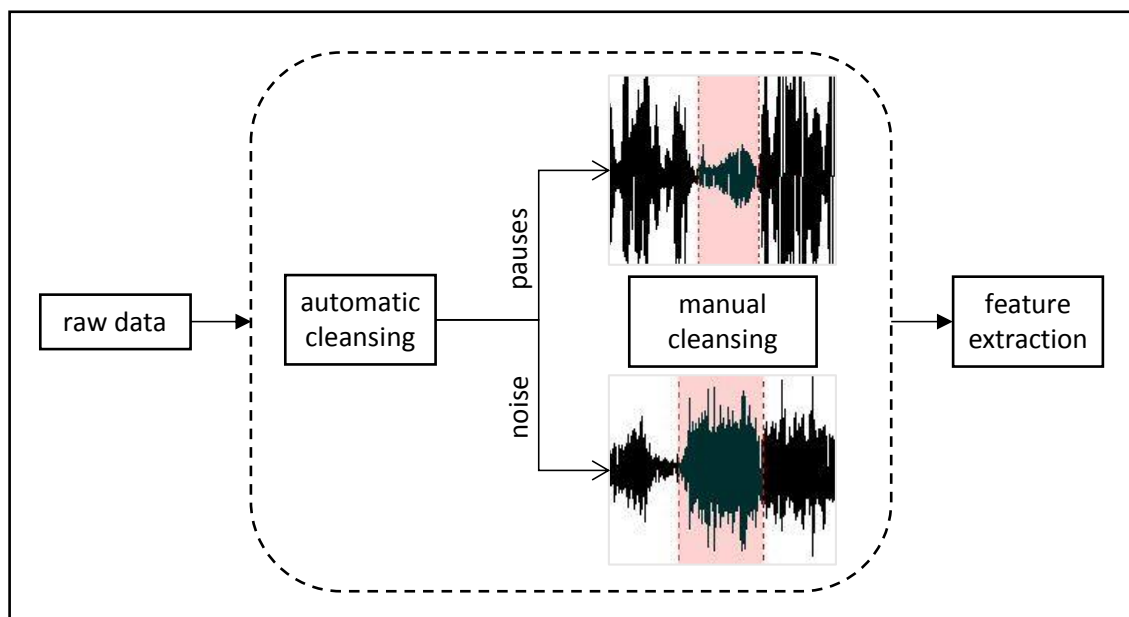 raw data
automatic
cleansing
pauses
noise
manual
cleansing
feature
extraction